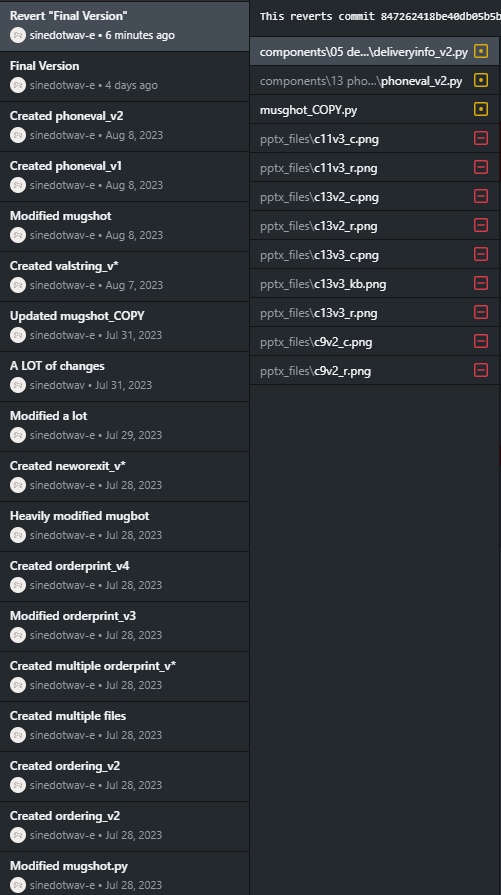 Revert "Final Version"
sinedotwav-e • 6 minutes ago
Final Version
sinedotwav-e • 4 days ago
Created phoneval_v2
sinedotwav-e • Aug 8, 2023
Created phoneval_v1
sinedotwav-e • Aug 8, 2023
Modified mugshot
sinedotwav-e • Aug 8, 2023
Created valstring_v*
sinedotwav-e • Aug 7, 2023
Updated mugshot_COPY
sinedotwav-e • Jul 31, 2023
A LOT of changes
sinedotwav • Jul 31, 2023
Modified a lot
sinedotwav-e • Jul 29, 2023
Created neworexit_v*
sinedotwav-e • Jul 28, 2023
Heavily modified mugbot
sinedotwav-e • Jul 28, 2023
Created orderprint_v4
sinedotwav-e • Jul 28, 2023
Modified orderprint_v3
sinedotwav-e • Jul 28, 2023
Created multiple orderprint_v*
sinedotwav-e • Jul 28, 2023
Created multiple files
sinedotwav-e • Jul 28, 2023
Created ordering_v2
sinedotwav-e • Jul 28, 2023
Created ordering_v2
sinedotwav-e • Jul 28, 2023
Modified mugshot.py
sinedotwav-e • Jul 28, 2023
This reverts commit 847262418be40db05b5b
components\05 de...\deliveryinfo_v2.py
components\13 pho...\phoneval_v2.py
musghot_COPY.py
pptx_files\c11v3_c.png
pptx_files\c11v3_r.png
pptx_files\c13v2_c.png
pptx_files\c13v2_r.png
pptx_files\c13v3_c.png
pptx_files\c13v3_kb.png
pptx_files\c13v3_r.png
pptx_files\c9v2_c.png
pptx_files\c9v2_r.png